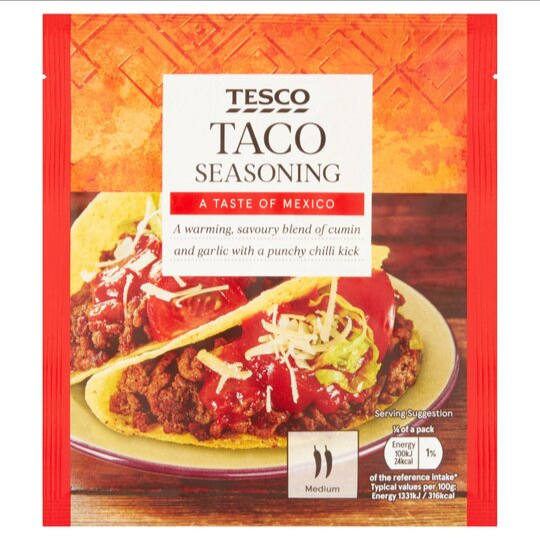 TESCO
TACO
SEASONING
A TASTE OF MEXICO
A warming, savoury blend of cumin
and garlic with a punchy chilli kick
Serving Suggestion
¼ of a pack
Energy
100kJ
24kcal
1%
of the reference intake*
Typical values per 100g:
Energy 1331kJ / 316kcal
Medium